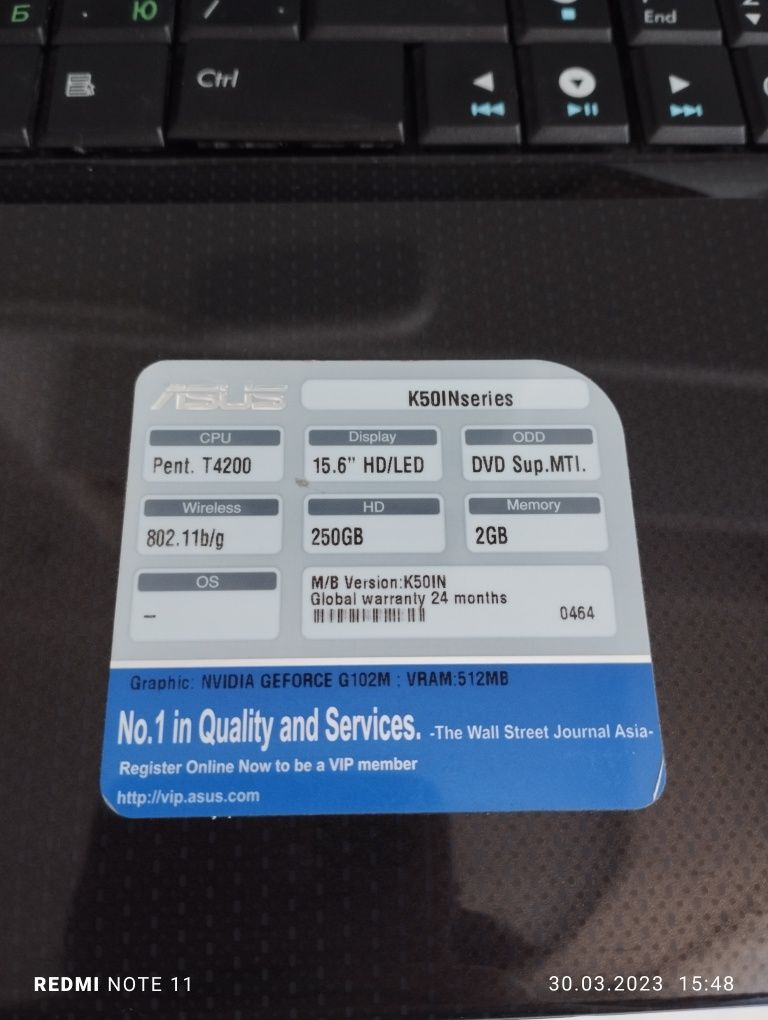 Б Ю / . End
Ctrl
ASUS K50INseries
CPU Display ODD
Pent. T4200 15.6" HD/LED DVD Sup.MTI.
Wireless HD Memory
802.11b/g 250GB 2GB
OS
—
M/B Version:K50IN
Global warranty 24 months
0464
Graphic: NVIDIA GEFORCE G102M ; VRAM:512MB
No.1 in Quality and Services. -The Wall Street Journal Asia-
Register Online Now to be a VIP member
http://vip.asus.com
REDMI NOTE 11 30.03.2023 15:48